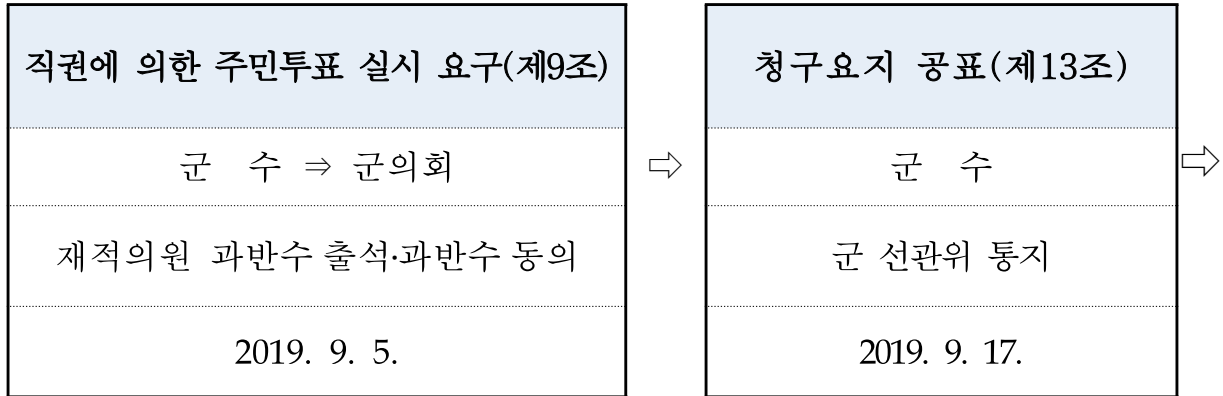 직권에 의한 주민투표 실시 요구(제9조)
군 수 ⇒ 군의회
재적의원 과반수 출석·과반수 동의
2019. 9. 5.
⇨
청구요지 공표(제13조)
군 수
군 선관위 통지
2019. 9. 17.
⇨